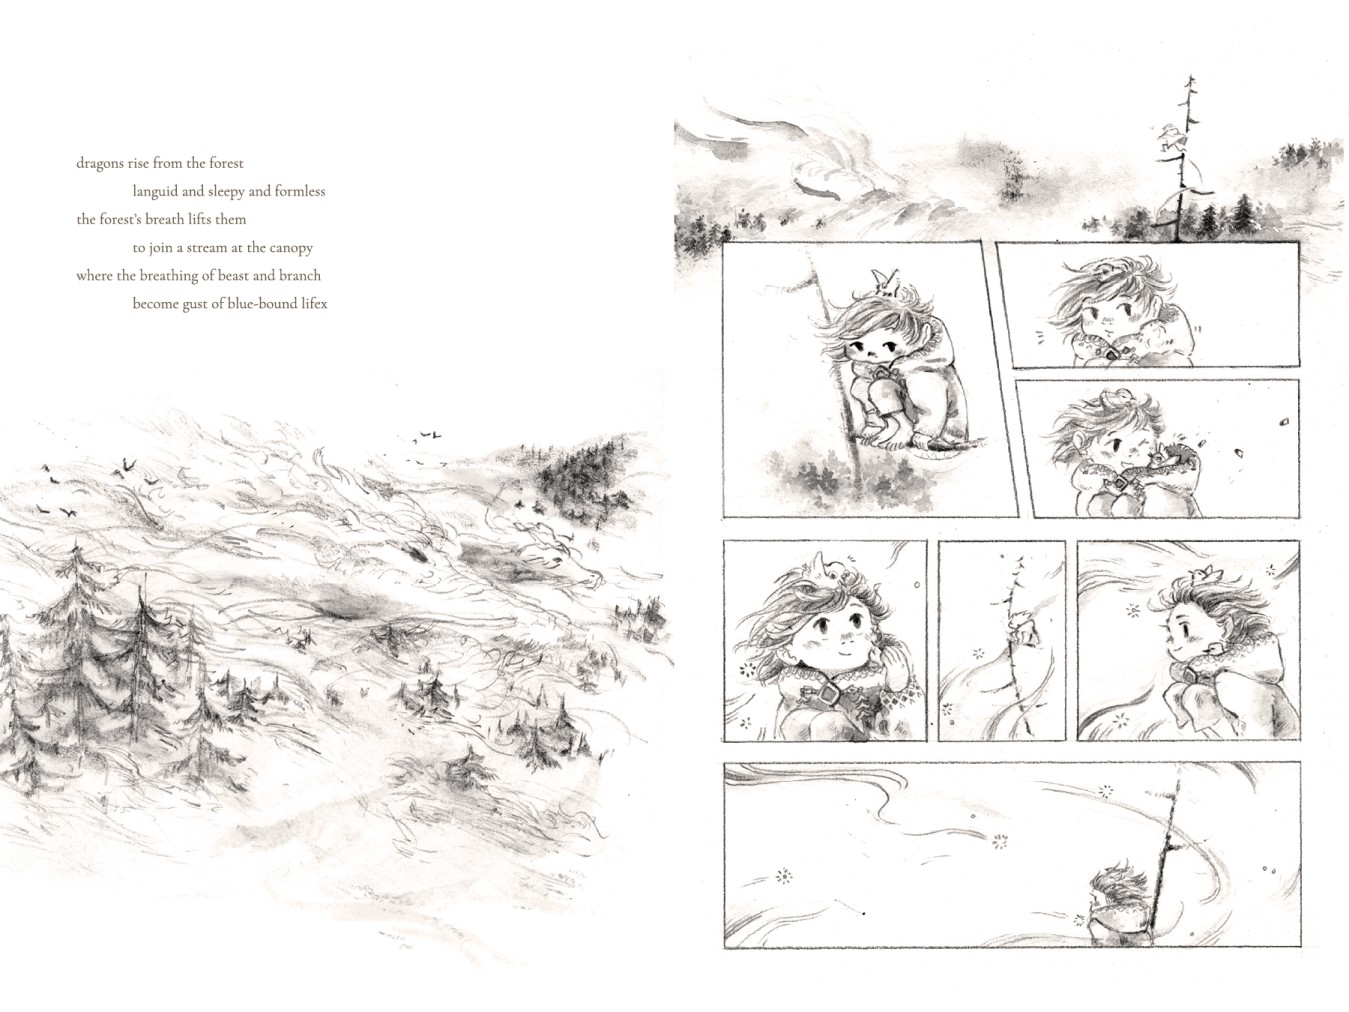 dragons rise from the forest
languid and sleepy and formless
the forest's breath lifts them
to join a stream at the canopy
where the breathing of beast and branch
become gust of blue-bound lifex